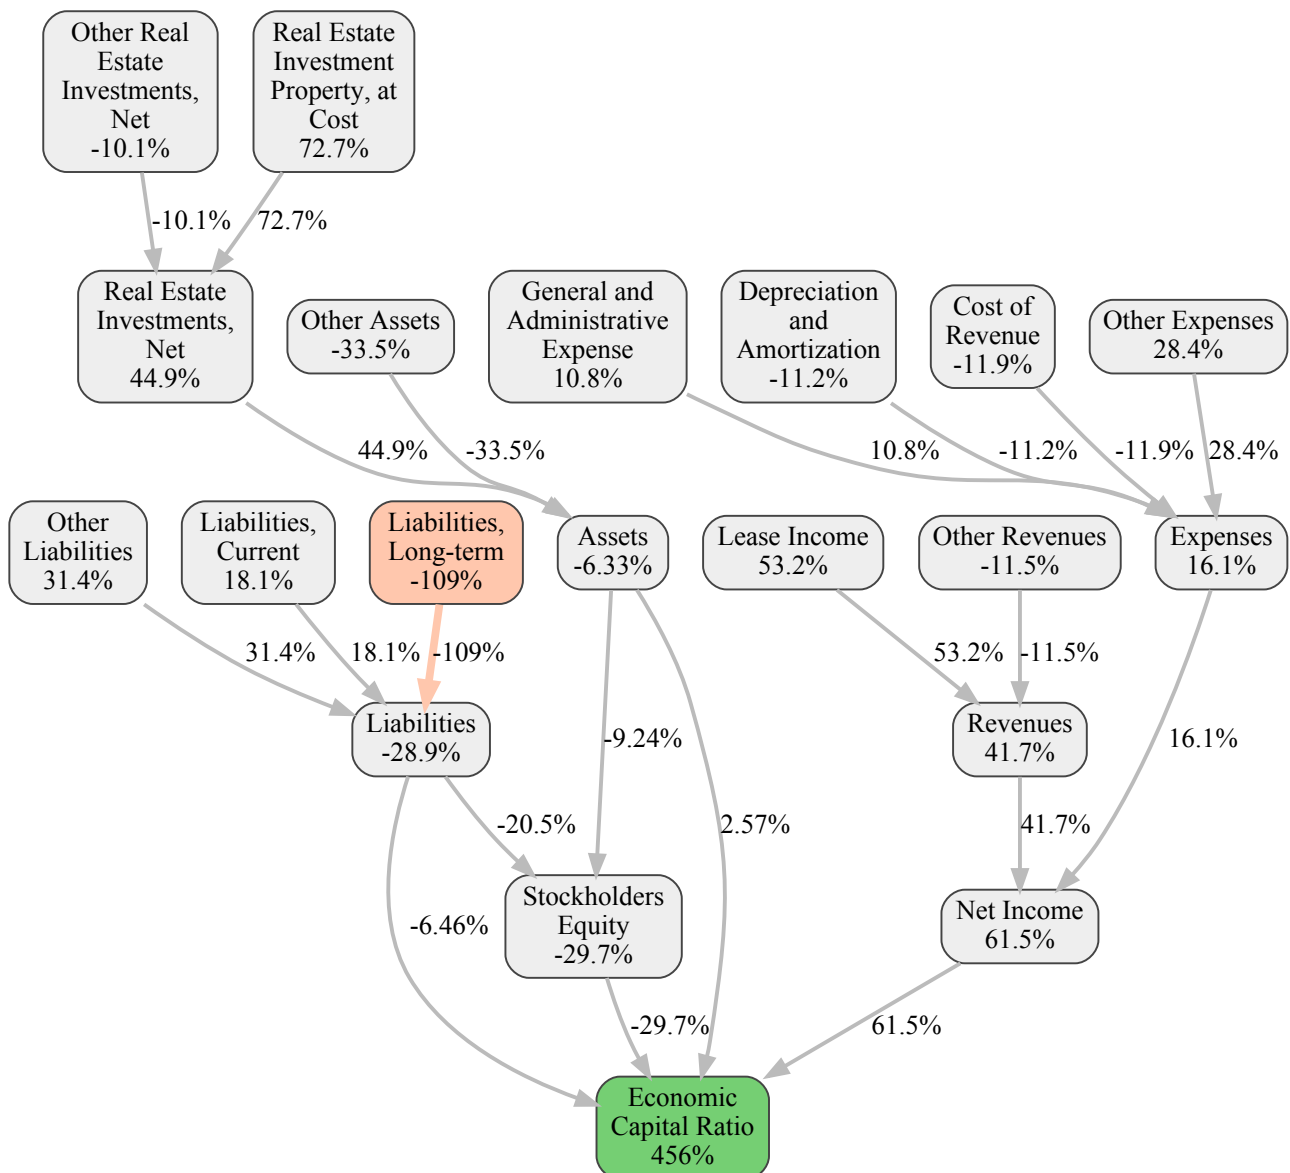 Other Real
Estate
Investments,
Net
-10.1%
Real Estate
Investment
Property, at
Cost
72.7%
-10.1%
72.7%
Real Estate
Investments,
Net
44.9%
Other Assets
-33.5%
General and
Administrative
Expense
10.8%
Depreciation
and
Amortization
-11.2%
Cost of
Revenue
-11.9%
Other Expenses
28.4%
44.9%
-33.5%
10.8%
-11.2%
-11.9%
28.4%
Other
Liabilities
31.4%
Liabilities,
Current
18.1%
Liabilities,
Long-term
-109%
Assets
-6.33%
Lease Income
53.2%
Other Revenues
-11.5%
Expenses
16.1%
31.4%
18.1%
-109%
53.2%
-11.5%
Liabilities
-28.9%
-9.24%
Revenues
41.7%
16.1%
-20.5%
2.57%
41.7%
-6.46%
Stockholders
Equity
-29.7%
Net Income
61.5%
-29.7%
61.5%
Economic
Capital Ratio
456%